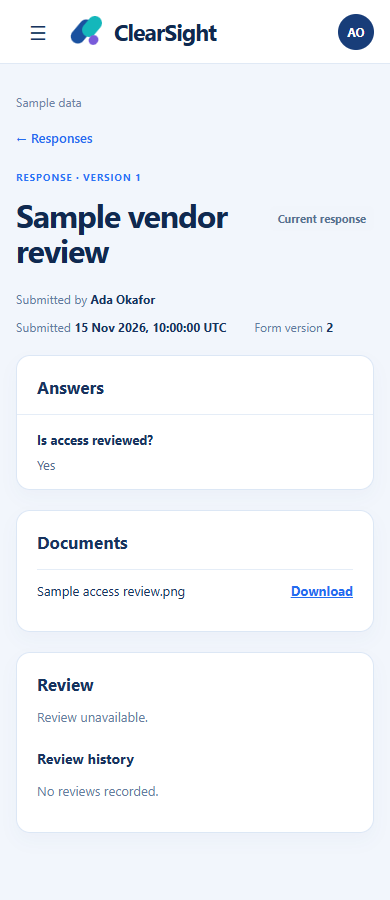 ClearSight
AO
Sample data
← Responses
RESPONSE · VERSION 1
Sample vendor review
Current response
Submitted by Ada Okafor
Submitted 15 Nov 2026, 10:00:00 UTC
Form version 2
Answers
Is access reviewed?
Yes
Documents
Sample access review.png
Download
Review
Review unavailable.
Review history
No reviews recorded.